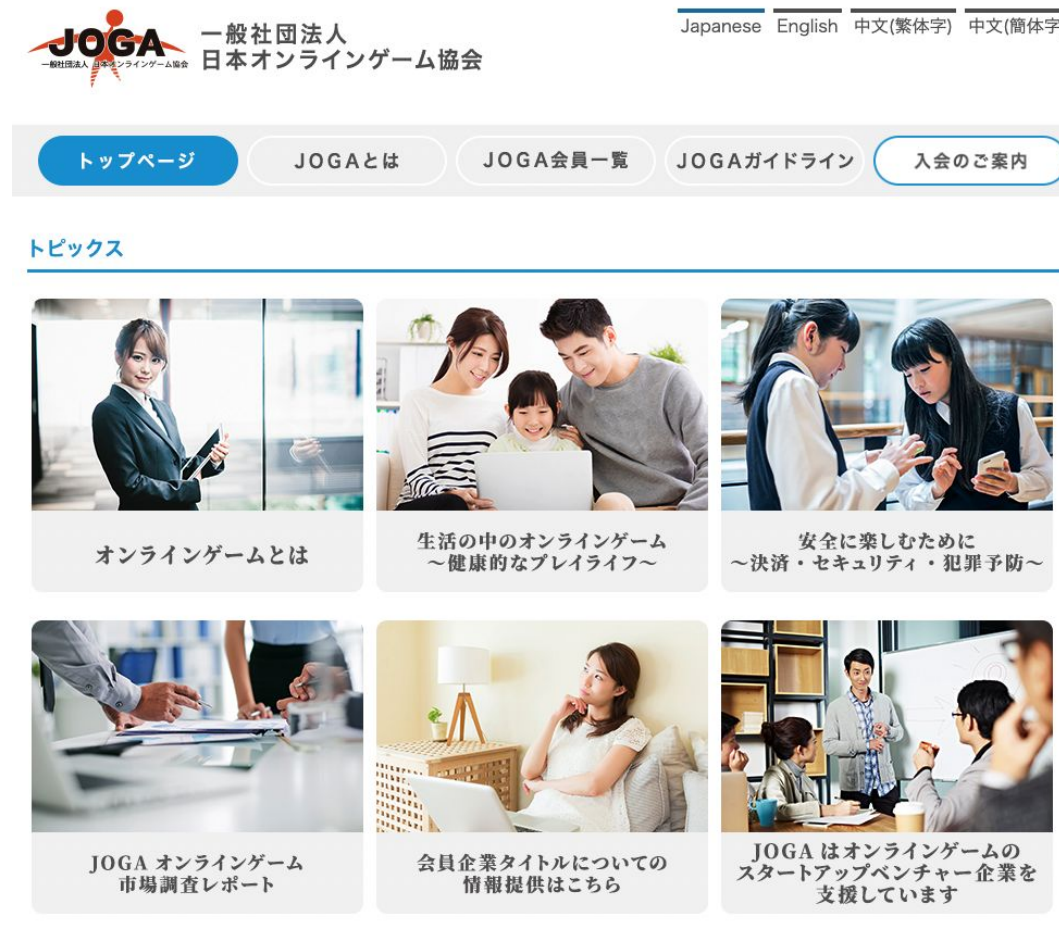 JOGA
一般社団法人 日本オンラインゲーム協会
一般社団法人
日本オンラインゲーム協会
Japanese English 中文(繁体字) 中文(簡体字
トップページ JOGAとは JOGA会員一覧 JOGAガイドライン 入会のご案内
トピックス
オンラインゲームとは
生活の中のオンラインゲーム
～健康的なプレイライフ～
安全に楽しむために
～決済・セキュリティ・犯罪予防～
JOGA オンラインゲーム
市場調査レポート
会員企業タイトルについての
情報提供はこちら
JOGA はオンラインゲームの
スタートアップベンチャー企業を
支援しています